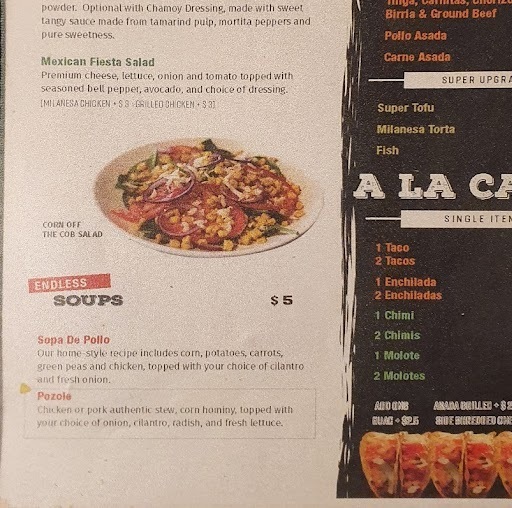 powder. Optional with Chamoy Dressing, made with sweet
tangy sauce made from tamarind pulp, mortita peppers and
pure sweetness.
Mexican Fiesta Salad
Premium cheese, lettuce, onion and tomato topped with
seasoned bell pepper, avocado, and choice of dressing.
[MILANESA CHICKEN + $ 3 · GRILLED CHICKEN + $ 3]
CORN OFF
THE COB SALAD
ENDLESS
SOUPS $ 5
Sopa De Pollo
Our home-style recipe includes corn, potatoes, carrots,
green peas and chicken, topped with your choice of cilantro
and fresh onion.
Pozole
Chicken or pork authentic stew, corn hominy, topped with
your choice of onion, cilantro, radish, and fresh lettuce.
Tinga, Carnitas, Chorizo
Birria & Ground Beef
Pollo Asada
Carne Asada
SUPER UPGRA
Super Tofu
Milanesa Torta
Fish
A LA CA
SINGLE ITEM
1 Taco
2 Tacos
1 Enchilada
2 Enchiladas
1 Chimi
2 Chimis
1 Molote
2 Molotes
ADD ONS ASADA GRILLED + $
GUAC + $2.5 SIDE SHREDDED CHE